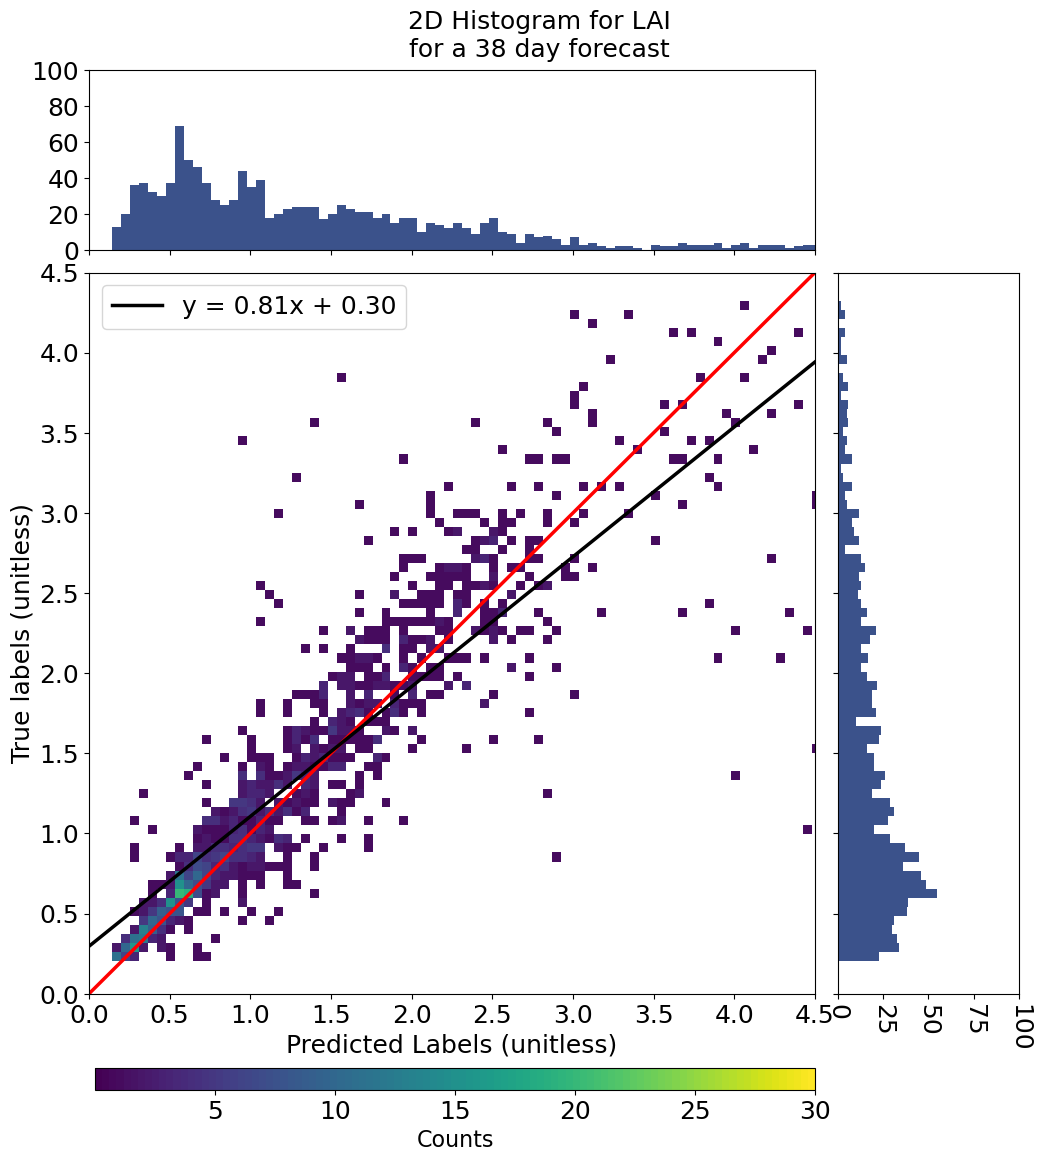 2D Histogram for LAI
for a 38 day forecast
100
80
60
40
20
0
4.5
4.0
3.5
3.0
2.5
2.0
1.5
1.0
0.5
0.0
True labels (unitless)
y = 0.81x + 0.30
0.0 0.5 1.0 1.5 2.0 2.5 3.0 3.5 4.0 4.5
Predicted Labels (unitless)
0 25 50 75 100
5 10 15 20 25 30
Counts